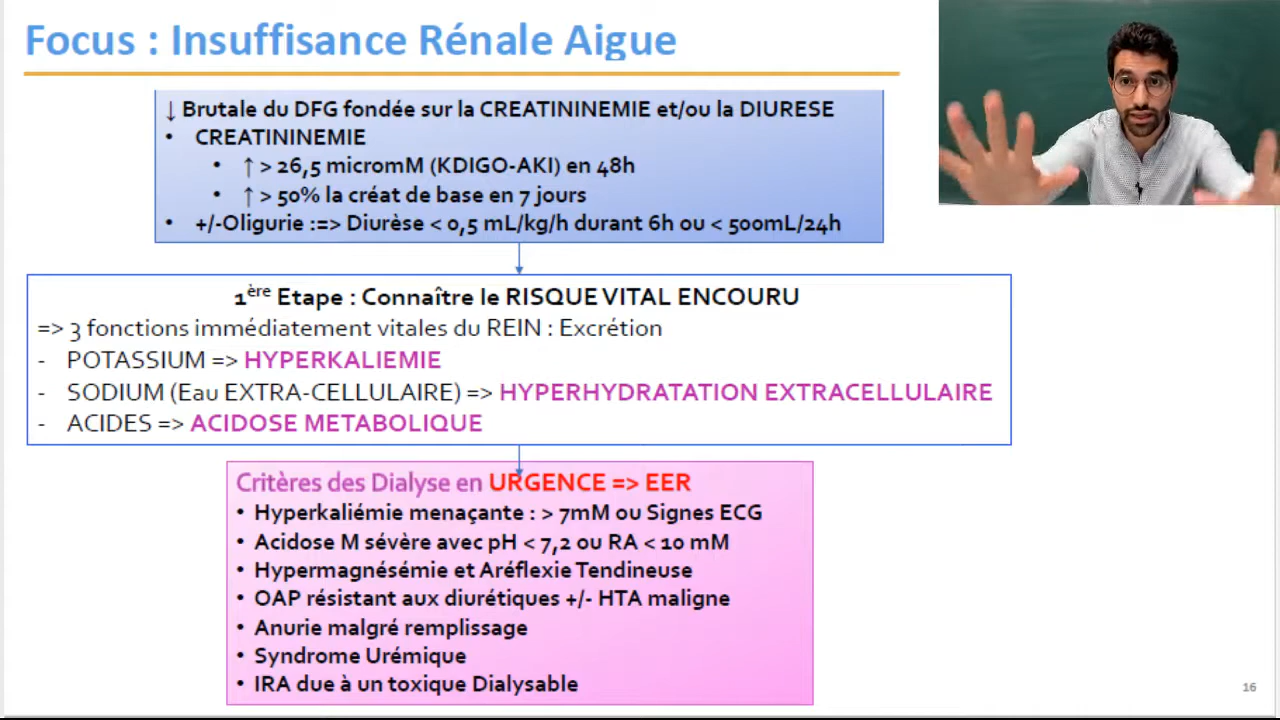 Focus : Insuffisance Rénale Aigue
↓ Brutale du DFG fondée sur la CREATININEMIE et/ou la DIURESE
• CREATININEMIE
• ↑ > 26,5 micromM (KDIGO-AKI) en 48h
• ↑ > 50% la créat de base en 7 jours
• +/-Oligurie :=> Diurèse < 0,5 mL/kg/h durant 6h ou < 500mL/24h
1ère Etape : Connaître le RISQUE VITAL ENCOURU
=> 3 fonctions immédiatement vitales du REIN : Excrétion
- POTASSIUM => HYPERKALIEMIE
- SODIUM (Eau EXTRA-CELLULAIRE) => HYPERHYDRATATION EXTRACELLULAIRE
- ACIDES => ACIDOSE METABOLIQUE
Critères des Dialyse en URGENCE => EER
• Hyperkaliémie menaçante : > 7mM ou Signes ECG
• Acidose M sévère avec pH < 7,2 ou RA < 10 mM
• Hypermagnésémie et Aréflexie Tendineuse
• OAP résistant aux diurétiques +/- HTA maligne
• Anurie malgré remplissage
• Syndrome Urémique
• IRA due à un toxique Dialysable
16